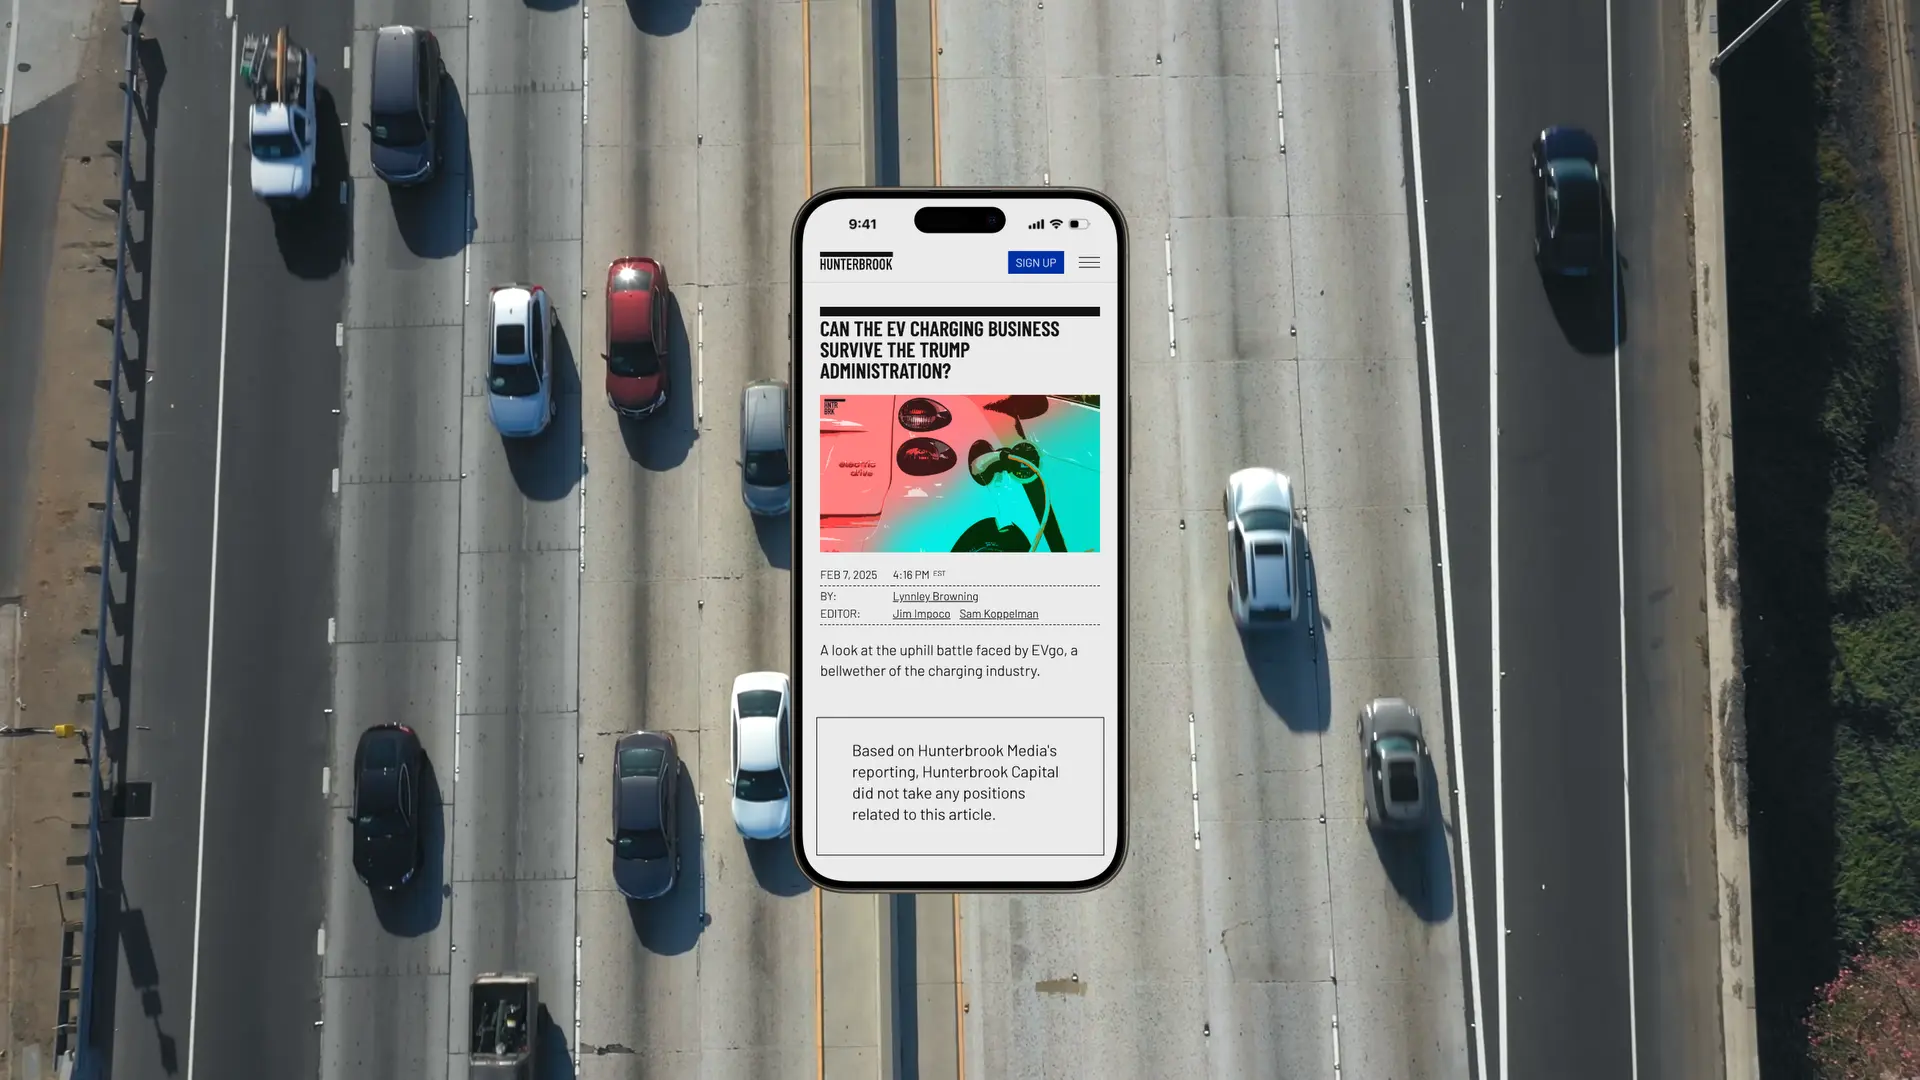 9:41
HUNTERBROOK
SIGN UP
CAN THE EV CHARGING BUSINESS
SURVIVE THE TRUMP
ADMINISTRATION?
HNTR
BRK
electric
drive
FEB 7, 2025 4:16 PM EST
BY: Lynnley Browning
EDITOR: Jim Impoco Sam Koppelman
A look at the uphill battle faced by EVgo, a
bellwether of the charging industry.
Based on Hunterbrook Media's
reporting, Hunterbrook Capital
did not take any positions
related to this article.